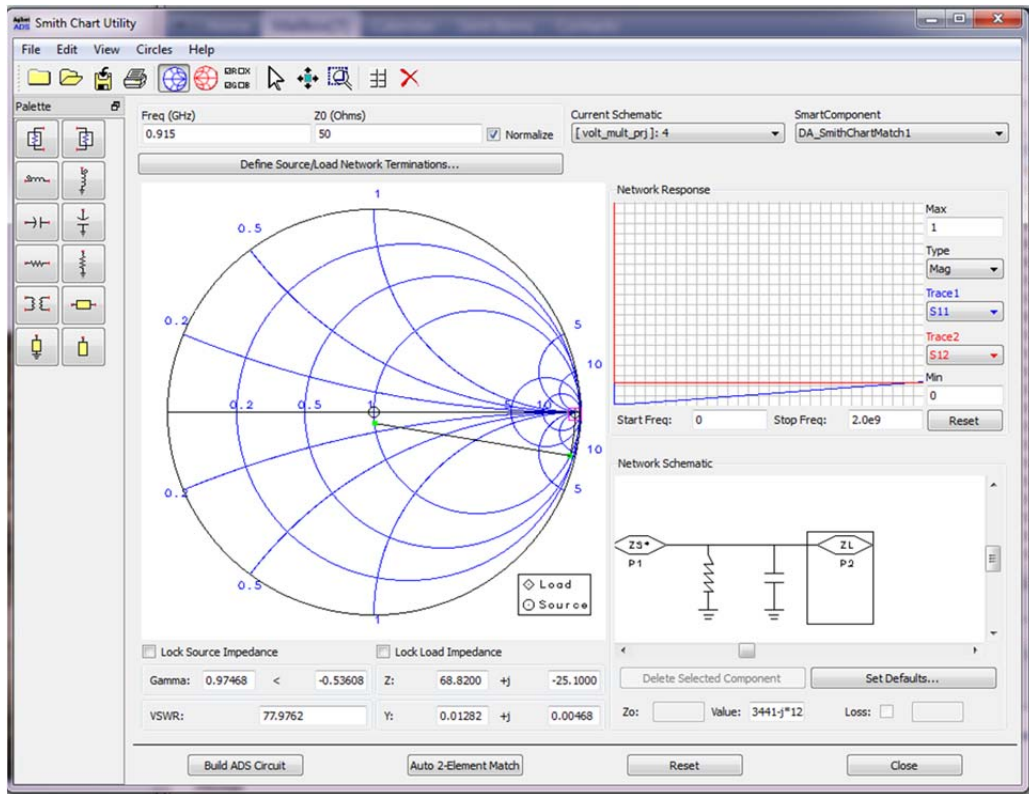 Agilent ADS Smith Chart Utility
File Edit View Circles Help
Palette
Freq (GHz) Z0 (Ohms) Current Schematic SmartComponent
0.915 50 Normalize [ volt_mult_prj ]: 4 DA_SmithChartMatch1
Define Source/Load Network Terminations...
Network Response
1
0.5
0.2
5
10
0.2 0.5 1 5 10
10
5
0.2
0.5
1
Load
Source
Max
1
Type
Mag
Trace1
S11
Trace2
S12
Min
0
Start Freq: 0 Stop Freq: 2.0e9 Reset
Network Schematic
ZS* ZL
P1 P2
Lock Source Impedance Lock Load Impedance
Gamma: 0.97468 < -0.53608 Z: 68.8200 +j -25.1000
VSWR: 77.9762 Y: 0.01282 +j 0.00468
Delete Selected Component Set Defaults...
Zo: Value: 3441-j*12 Loss:
Build ADS Circuit Auto 2-Element Match Reset Close